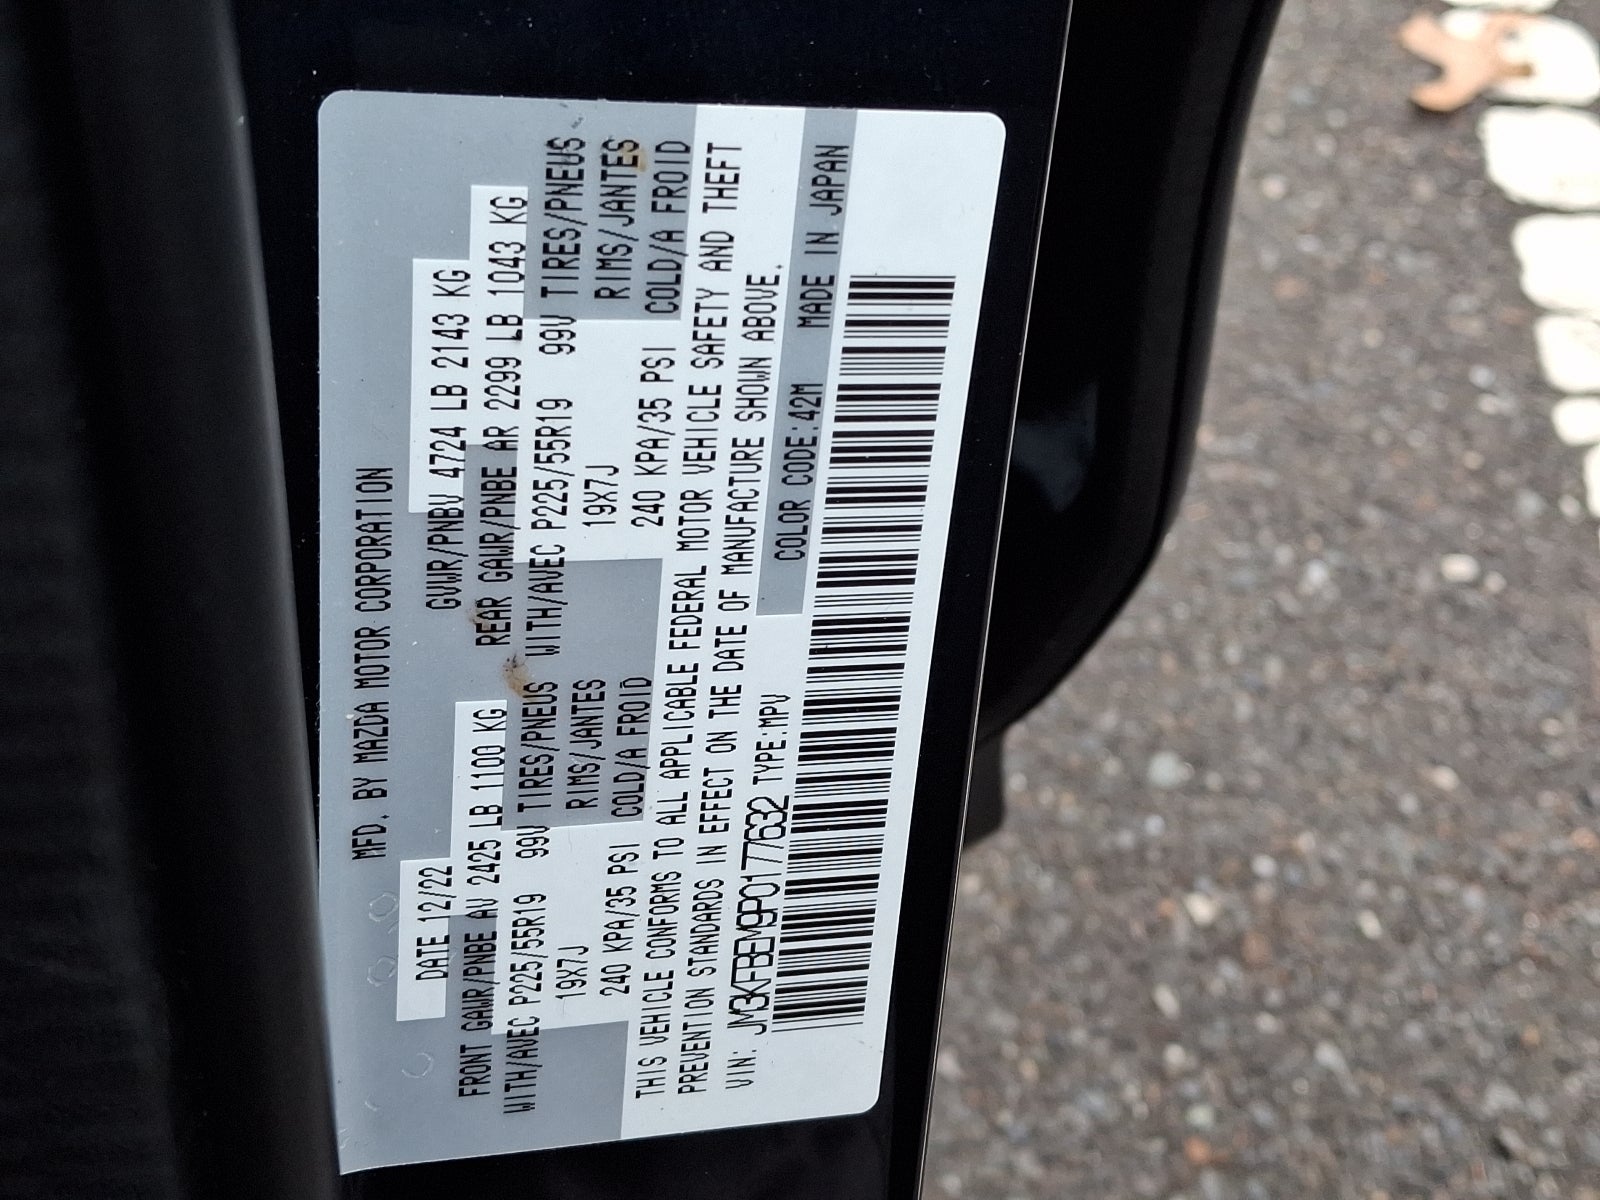 MFD. BY MAZDA MOTOR CORPORATION
DATE 12/22 GVWR/PNBV 4724 LB 2143 KG
FRONT GAWR/PNBE AV 2425 LB 1100 KG REAR GAWR/PNBE AR 2299 LB 1043 KG
WITH/AVEC P225/55R19 99V TIRES/PNEUS WITH/AVEC P225/55R19 99V TIRES/PNEUS
19X7J RIMS/JANTES 19X7J RIMS/JANTES
240 KPA/35 PSI COLD/A FROID 240 KPA/35 PSI COLD/A FROID
THIS VEHICLE CONFORMS TO ALL APPLICABLE FEDERAL MOTOR VEHICLE SAFETY AND THEFT
PREVENTION STANDARDS IN EFFECT ON THE DATE OF MANUFACTURE SHOWN ABOVE.
VIN: JM3KFBEM9P0177632 TYPE:MPV COLOR CODE:42M MADE IN JAPAN